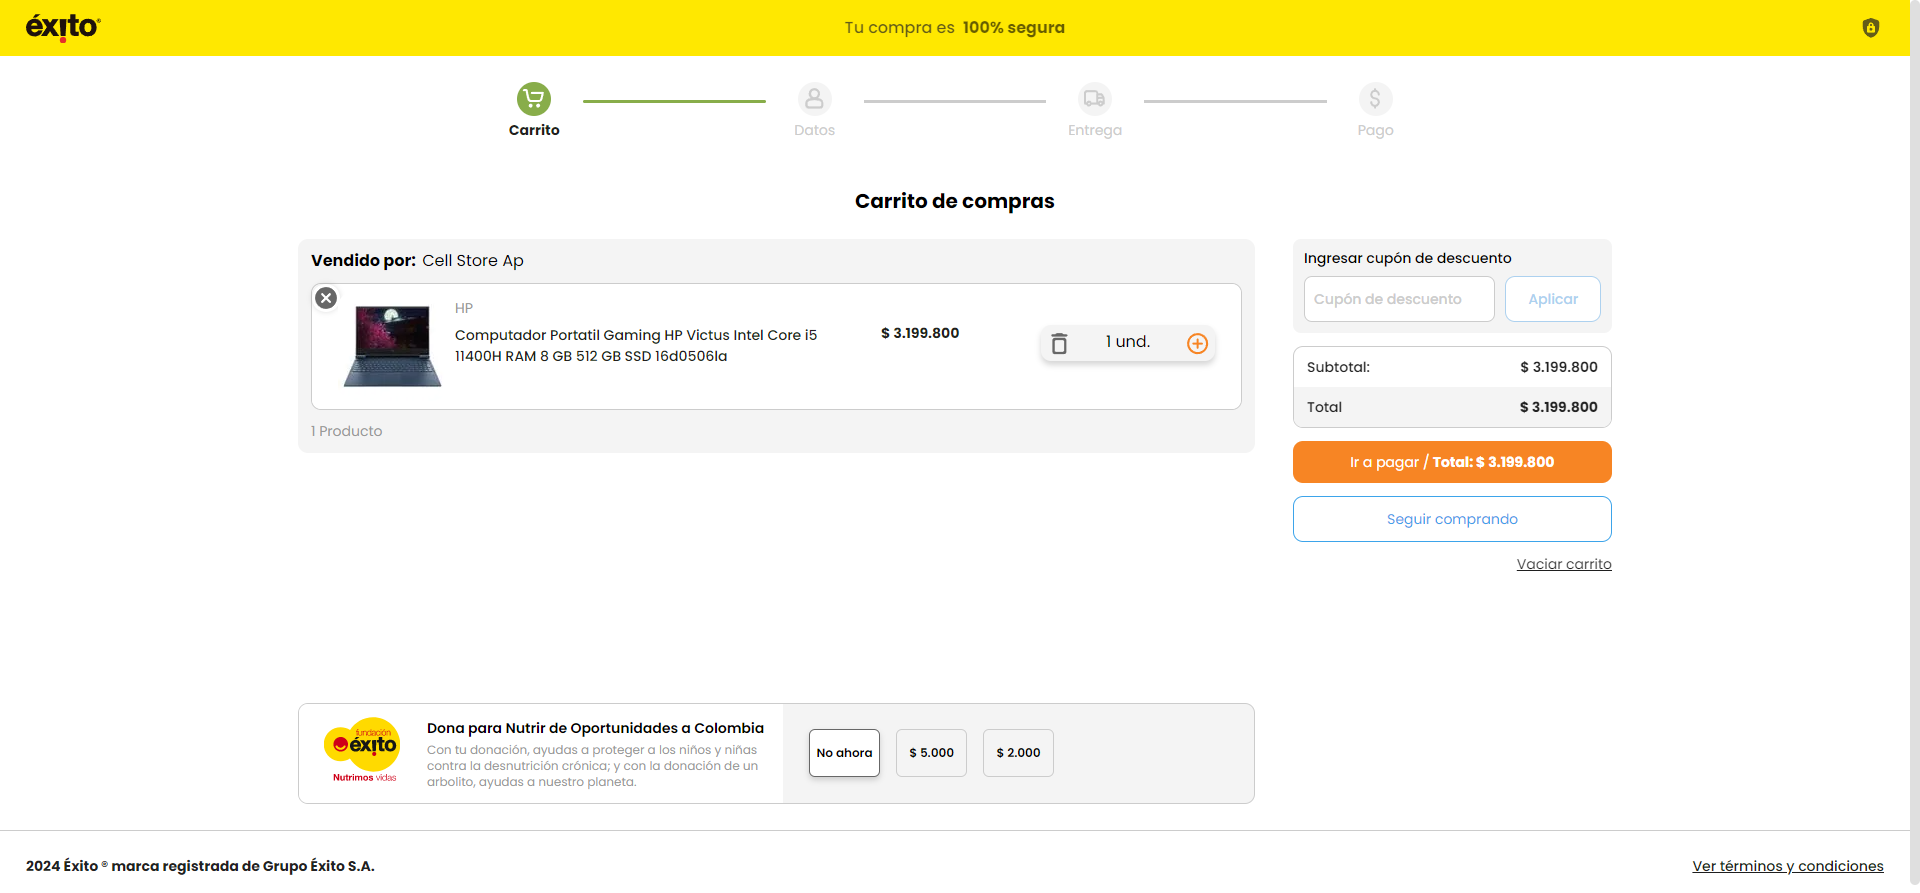 éxito®
Tu compra es 100% segura
Carrito
Datos
Entrega
Pago
Carrito de compras
Vendido por: Cell Store Ap
HP
Computador Portatil Gaming HP Victus Intel Core i5
11400H RAM 8 GB 512 GB SSD 16d0506la
$ 3.199.800
1 und.
1 Producto
Ingresar cupón de descuento
Cupón de descuento
Aplicar
Subtotal: $ 3.199.800
Total $ 3.199.800
Ir a pagar / Total: $ 3.199.800
Seguir comprando
Vaciar carrito
fundación
éxito
Nutrimos vidas
Dona para Nutrir de Oportunidades a Colombia
Con tu donación, ayudas a proteger a los niños y niñas
contra la desnutrición crónica; y con la donación de un
arbolito, ayudas a nuestro planeta.
No ahora
$ 5.000
$ 2.000
2024 Éxito ® marca registrada de Grupo Éxito S.A.
Ver términos y condiciones